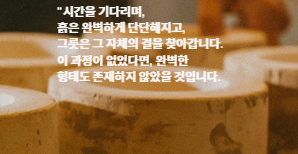 "시간을 기다리며,
흙은 완벽하게 단단해지고,
그릇은 그 자체의 결을 찾아갑니다.
이 과정이 없었다면, 완벽한
형태도 존재하지 않았을 것입니다.